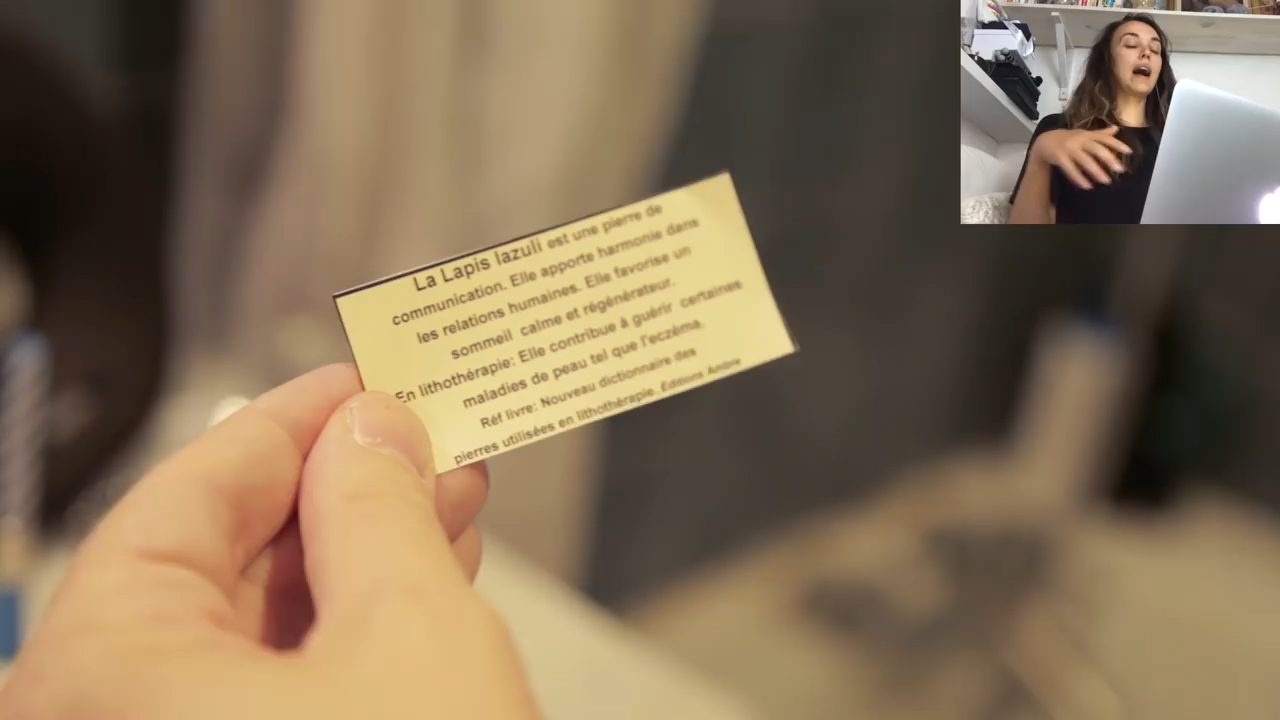 La Lapis lazuli est une pierre de
communication. Elle apporte harmonie dans
les relations humaines. Elle favorise un
sommeil calme et régénérateur.
En lithothérapie: Elle contribue à guérir certaines
maladies de peau tel que l'eczéma.
Réf livre: Nouveau dictionnaire des
pierres utilisées en lithothérapie. Éditions Ambre